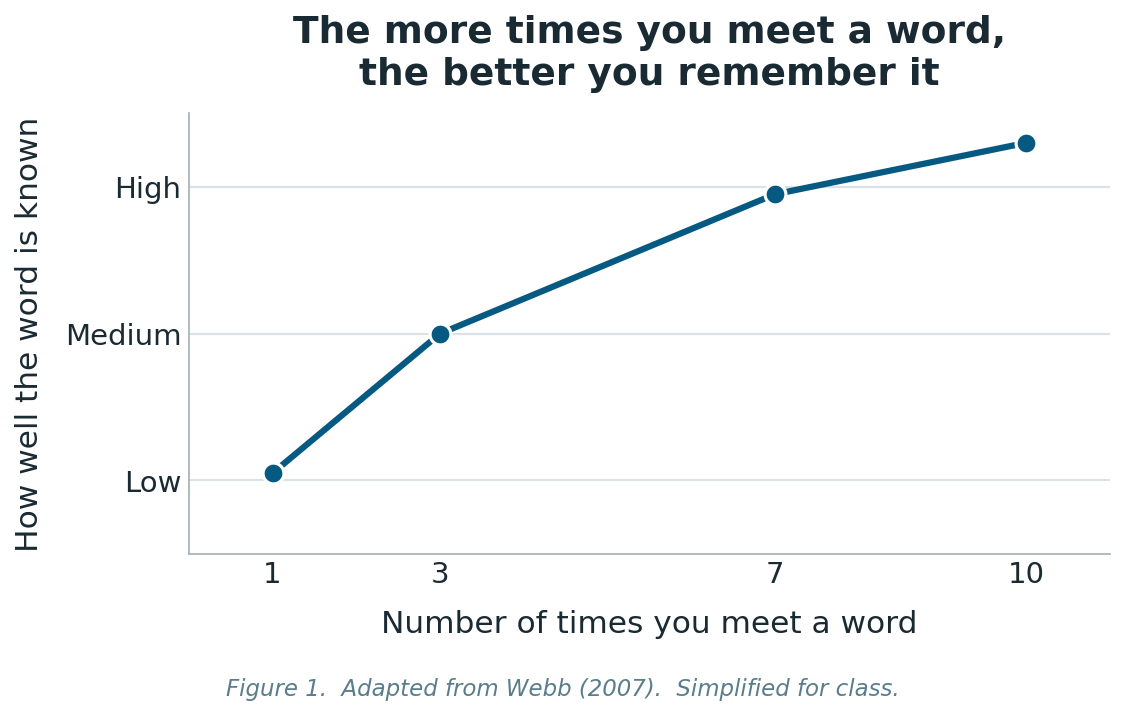 The more times you meet a word,
the better you remember it
How well the word is known
High
Medium
Low
1 3 7 10
Number of times you meet a word
Figure 1. Adapted from Webb (2007). Simplified for class.